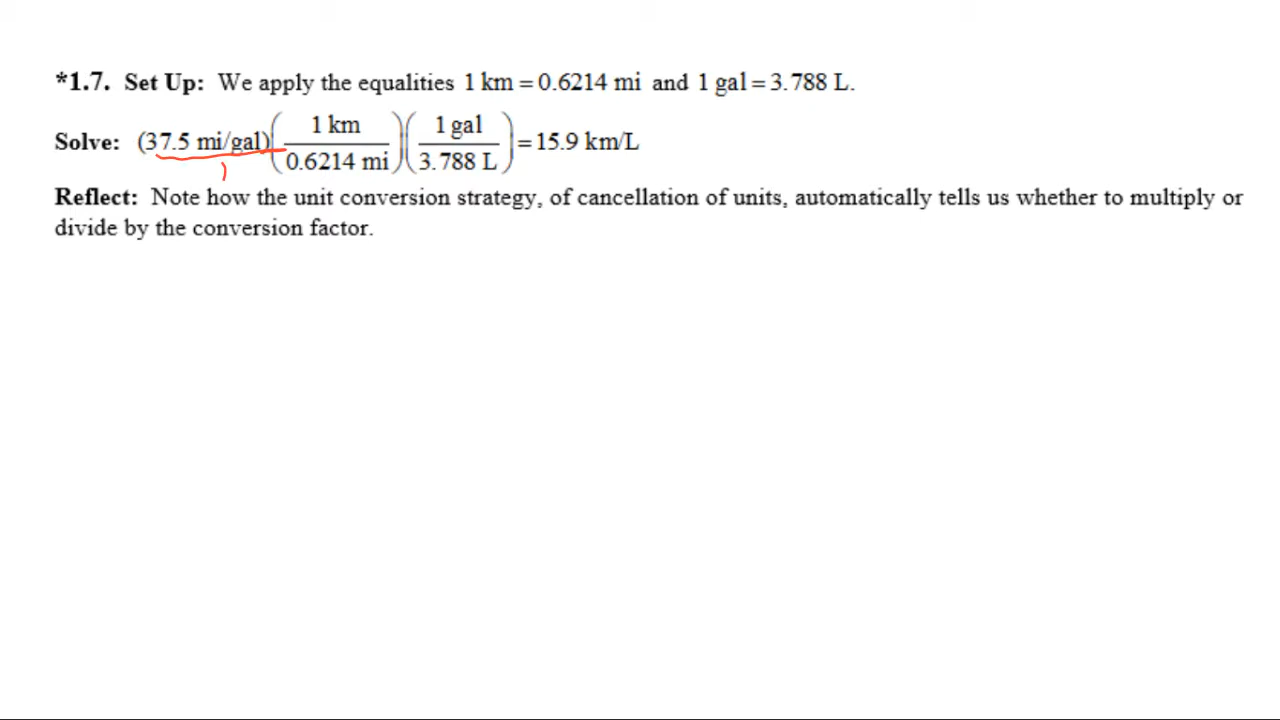 *1.7. Set Up: We apply the equalities 1 km = 0.6214 mi and 1 gal = 3.788 L.
Solve: (37.5 mi/gal)(1 km/0.6214 mi)(1 gal/3.788 L) = 15.9 km/L
Reflect: Note how the unit conversion strategy, of cancellation of units, automatically tells us whether to multiply or
divide by the conversion factor.